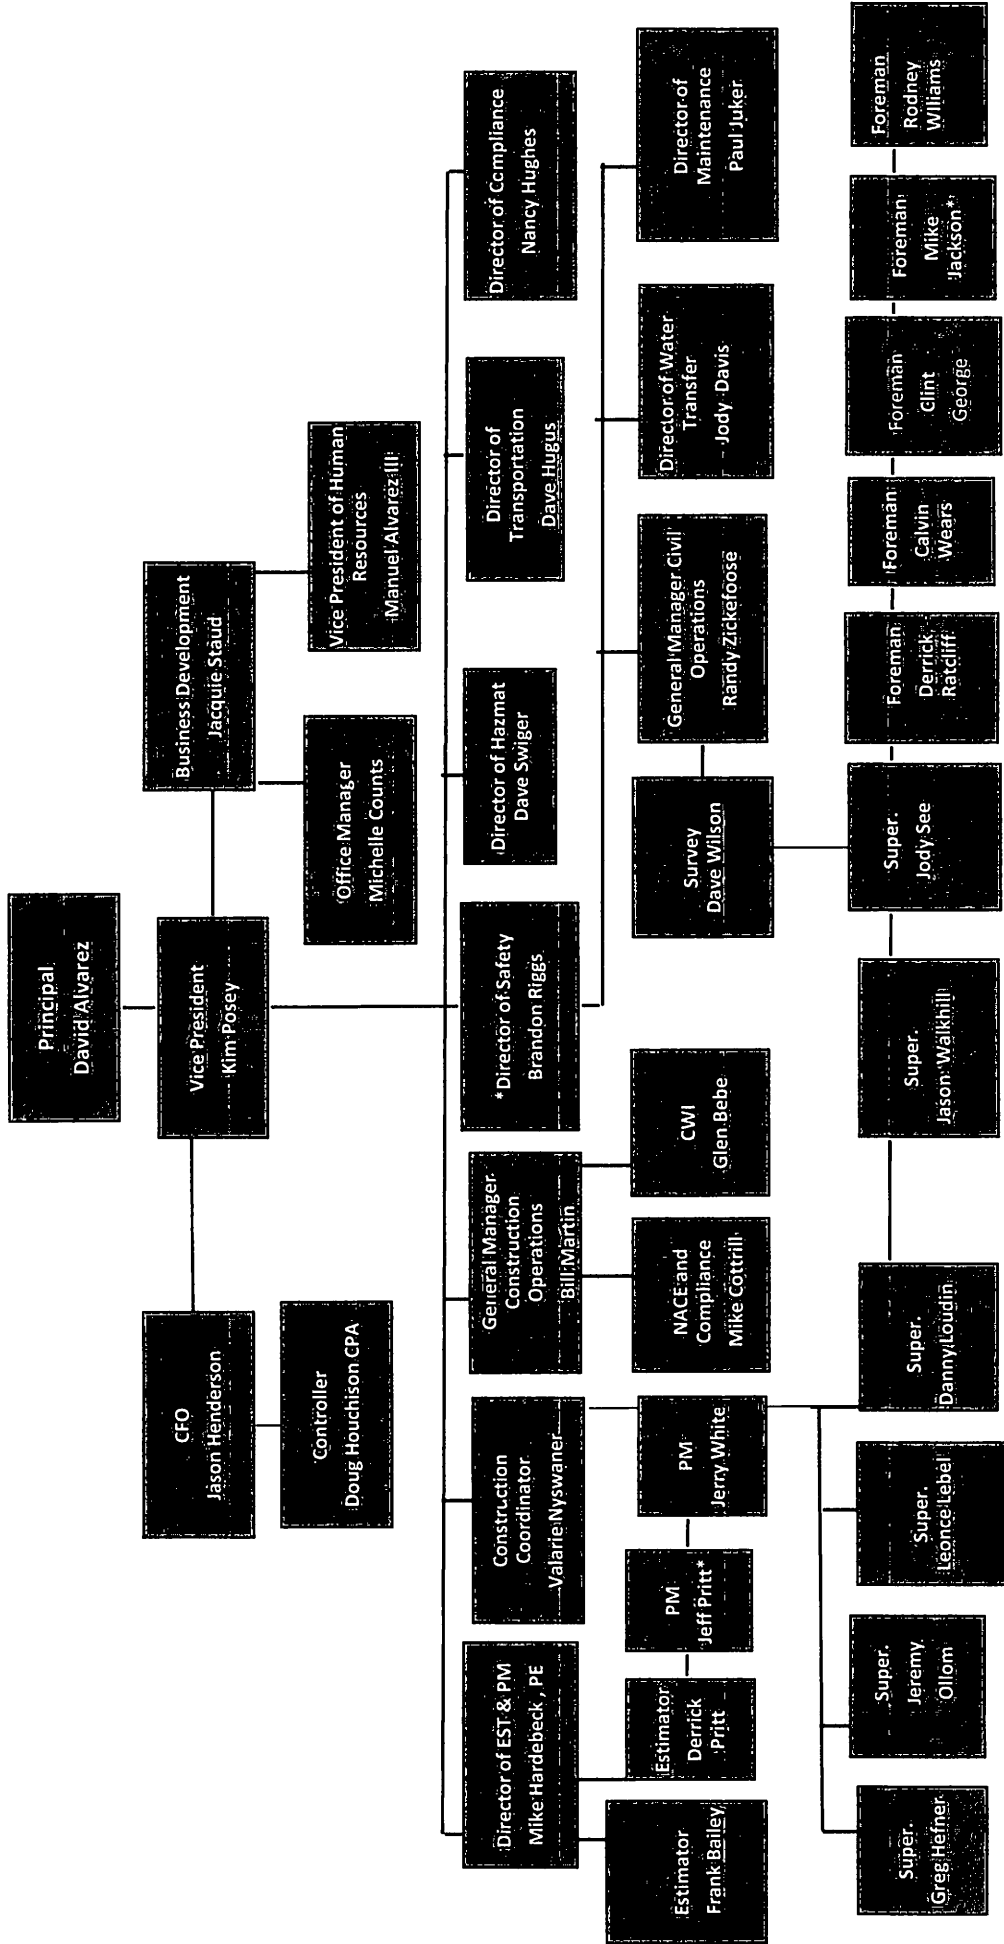 Principal
David Alvarez
CFO
Jason Henderson
Vice President
Kim Posey
Business Development
Jacquie Staud
Controller
Doug Houchison CPA
Office Manager
Michelle Counts
Vice President of Human
Resources
Manuel Alvarez III
Director of EST & PM
Mike Hardebeck , PE
Construction
Coordinator
Valarie Nyswaner
General Manager
Construction
Operations
Bill Martin
*Director of Safety
Brandon Riggs
Director of Hazmat
Dave Swiger
Director of
Transportation
Dave Hugus
Director of Compliance
Nancy Hughes
Estimator
Frank Bailey
Estimator
Derrick
Pritt
PM
Jeff Pritt*
PM
Jerry White
NACE and
Compliance
Mike Cottrill
CWI
Glen Bebe
Survey
Dave Wilson
General Manager Civil
Operations
Randy Zickefoose
Director of Water
Transfer
Jody Davis
Director of
Maintenance
Paul Juker
Super.
Greg Hefner
Super.
Jeremy
Ollom
Super.
Leonce Lebel
Super.
Danny Loudin
Super.
Jason Walkhill
Super.
Jody See
Foreman
Derrick
Ratcliff
Foreman
Calvin
Wears
Foreman
Clint
George
Foreman
Mike
Jackson*
Foreman
Rodney
Wlliams